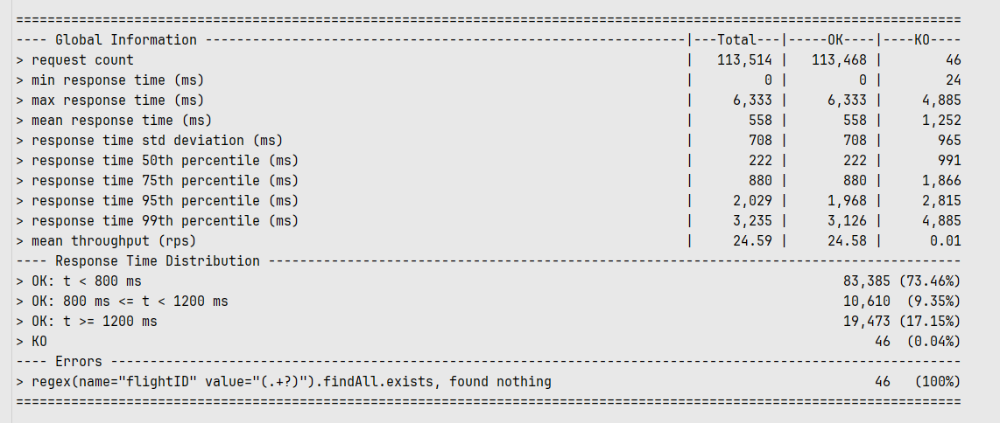 ========================================================================================================================
---- Global Information -------------------------------------------------------------|---Total---|-----OK----|----KO----
> request count                                                                      |   113,514 |   113,468 |        46
> min response time (ms)                                                             |         0 |         0 |        24
> max response time (ms)                                                             |     6,333 |     6,333 |     4,885
> mean response time (ms)                                                            |       558 |       558 |     1,252
> response time std deviation (ms)                                                   |       708 |       708 |       965
> response time 50th percentile (ms)                                                 |       222 |       222 |       991
> response time 75th percentile (ms)                                                 |       880 |       880 |     1,866
> response time 95th percentile (ms)                                                 |     2,029 |     1,968 |     2,815
> response time 99th percentile (ms)                                                 |     3,235 |     3,126 |     4,885
> mean throughput (rps)                                                              |     24.59 |     24.58 |      0.01
---- Response Time Distribution ----------------------------------------------------------------------------------------
> OK: t < 800 ms                                                                                         83,385 (73.46%)
> OK: 800 ms <= t < 1200 ms                                                                              10,610  (9.35%)
> OK: t >= 1200 ms                                                                                       19,473 (17.15%)
> KO                                                                                                         46  (0.04%)
---- Errors ------------------------------------------------------------------------------------------------------------
> regex(name="flightID" value="(.+?)").findAll.exists, found nothing                                         46   (100%)
========================================================================================================================